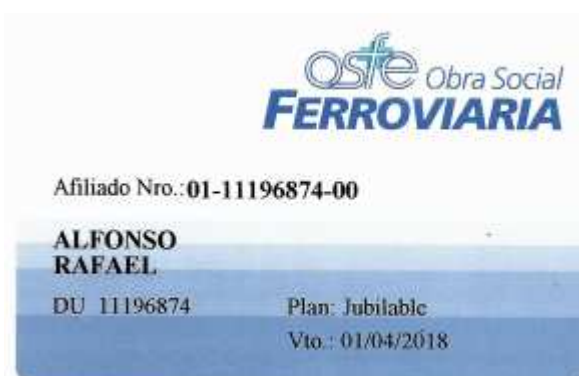 osfe Obra Social
FERROVIARIA
Afiliado Nro.:01-11196874-00
ALFONSO
RAFAEL
DU 11196874 Plan: Jubilable
Vto.: 01/04/2018